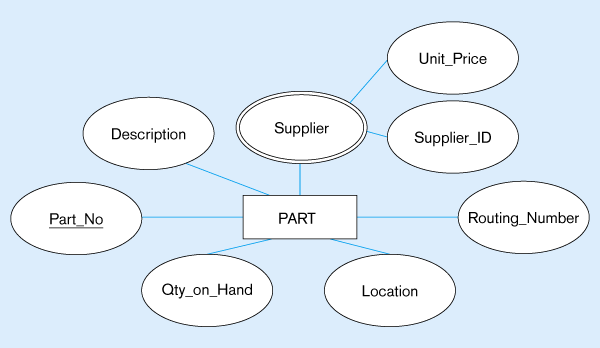 Unit_Price
Supplier
Description
Supplier_ID
Part_No
PART
Routing_Number
Qty_on_Hand
Location